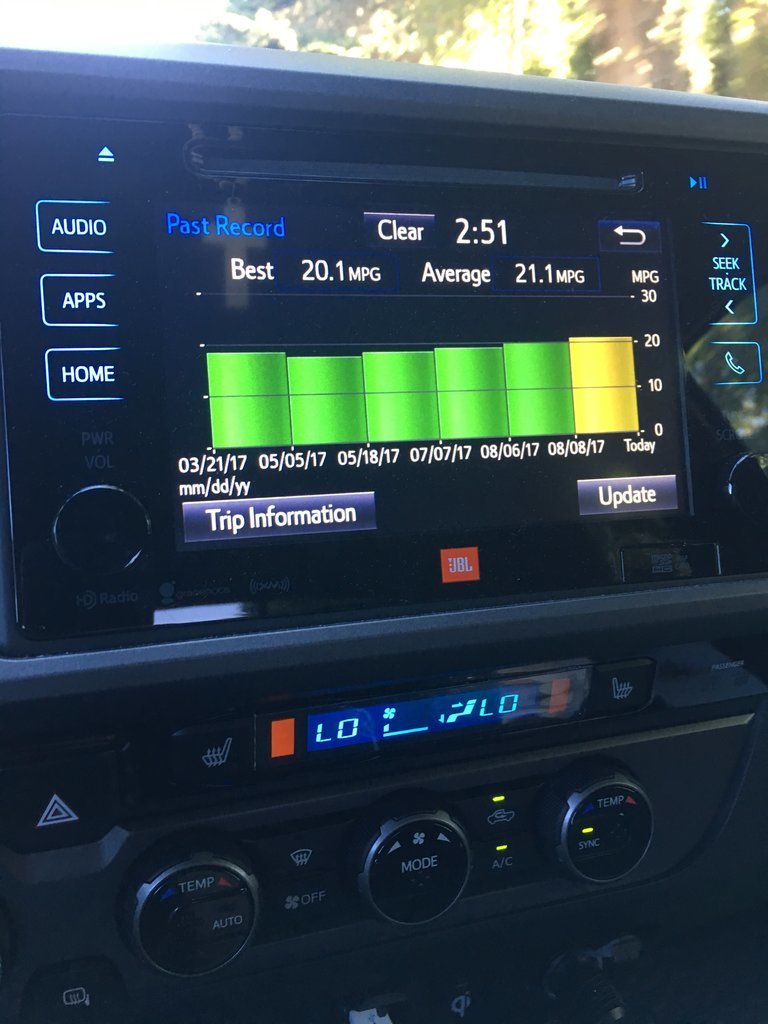 AUDIO
APPS
HOME
PWR
VOL
Past Record
Clear
2:51
Best 20.1 MPG
Average 21.1 MPG
MPG
30
20
10
0
03/21/17 05/05/17 05/18/17 07/07/17 08/06/17 08/08/17 Today
mm/dd/yy
Trip Information
Update
SEEK
TRACK
JBL
HD Radio
PASSENGER
LO
LO
TEMP
AUTO
OFF
MODE
A/C
TEMP
SYNC